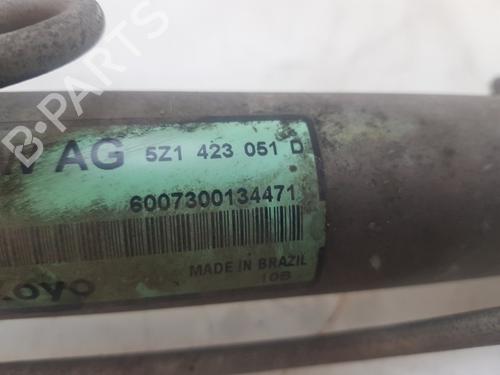 B-PARTS
AG 5Z1 423 051 D
6007300134471
MADE IN BRAZIL
10B